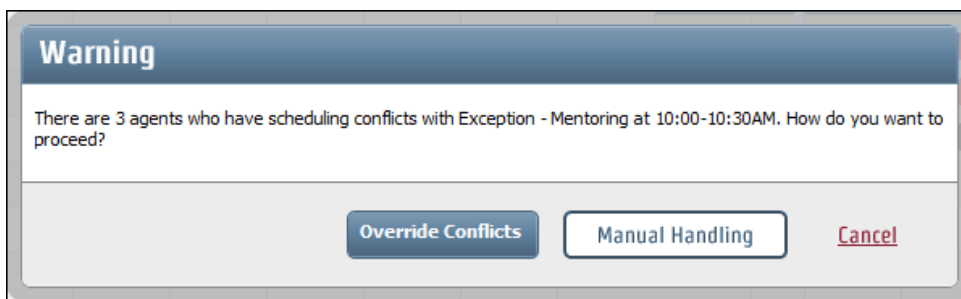 Warning
There are 3 agents who have scheduling conflicts with Exception - Mentoring at 10:00-10:30AM. How do you want to
proceed?
Override Conflicts
Manual Handling
Cancel